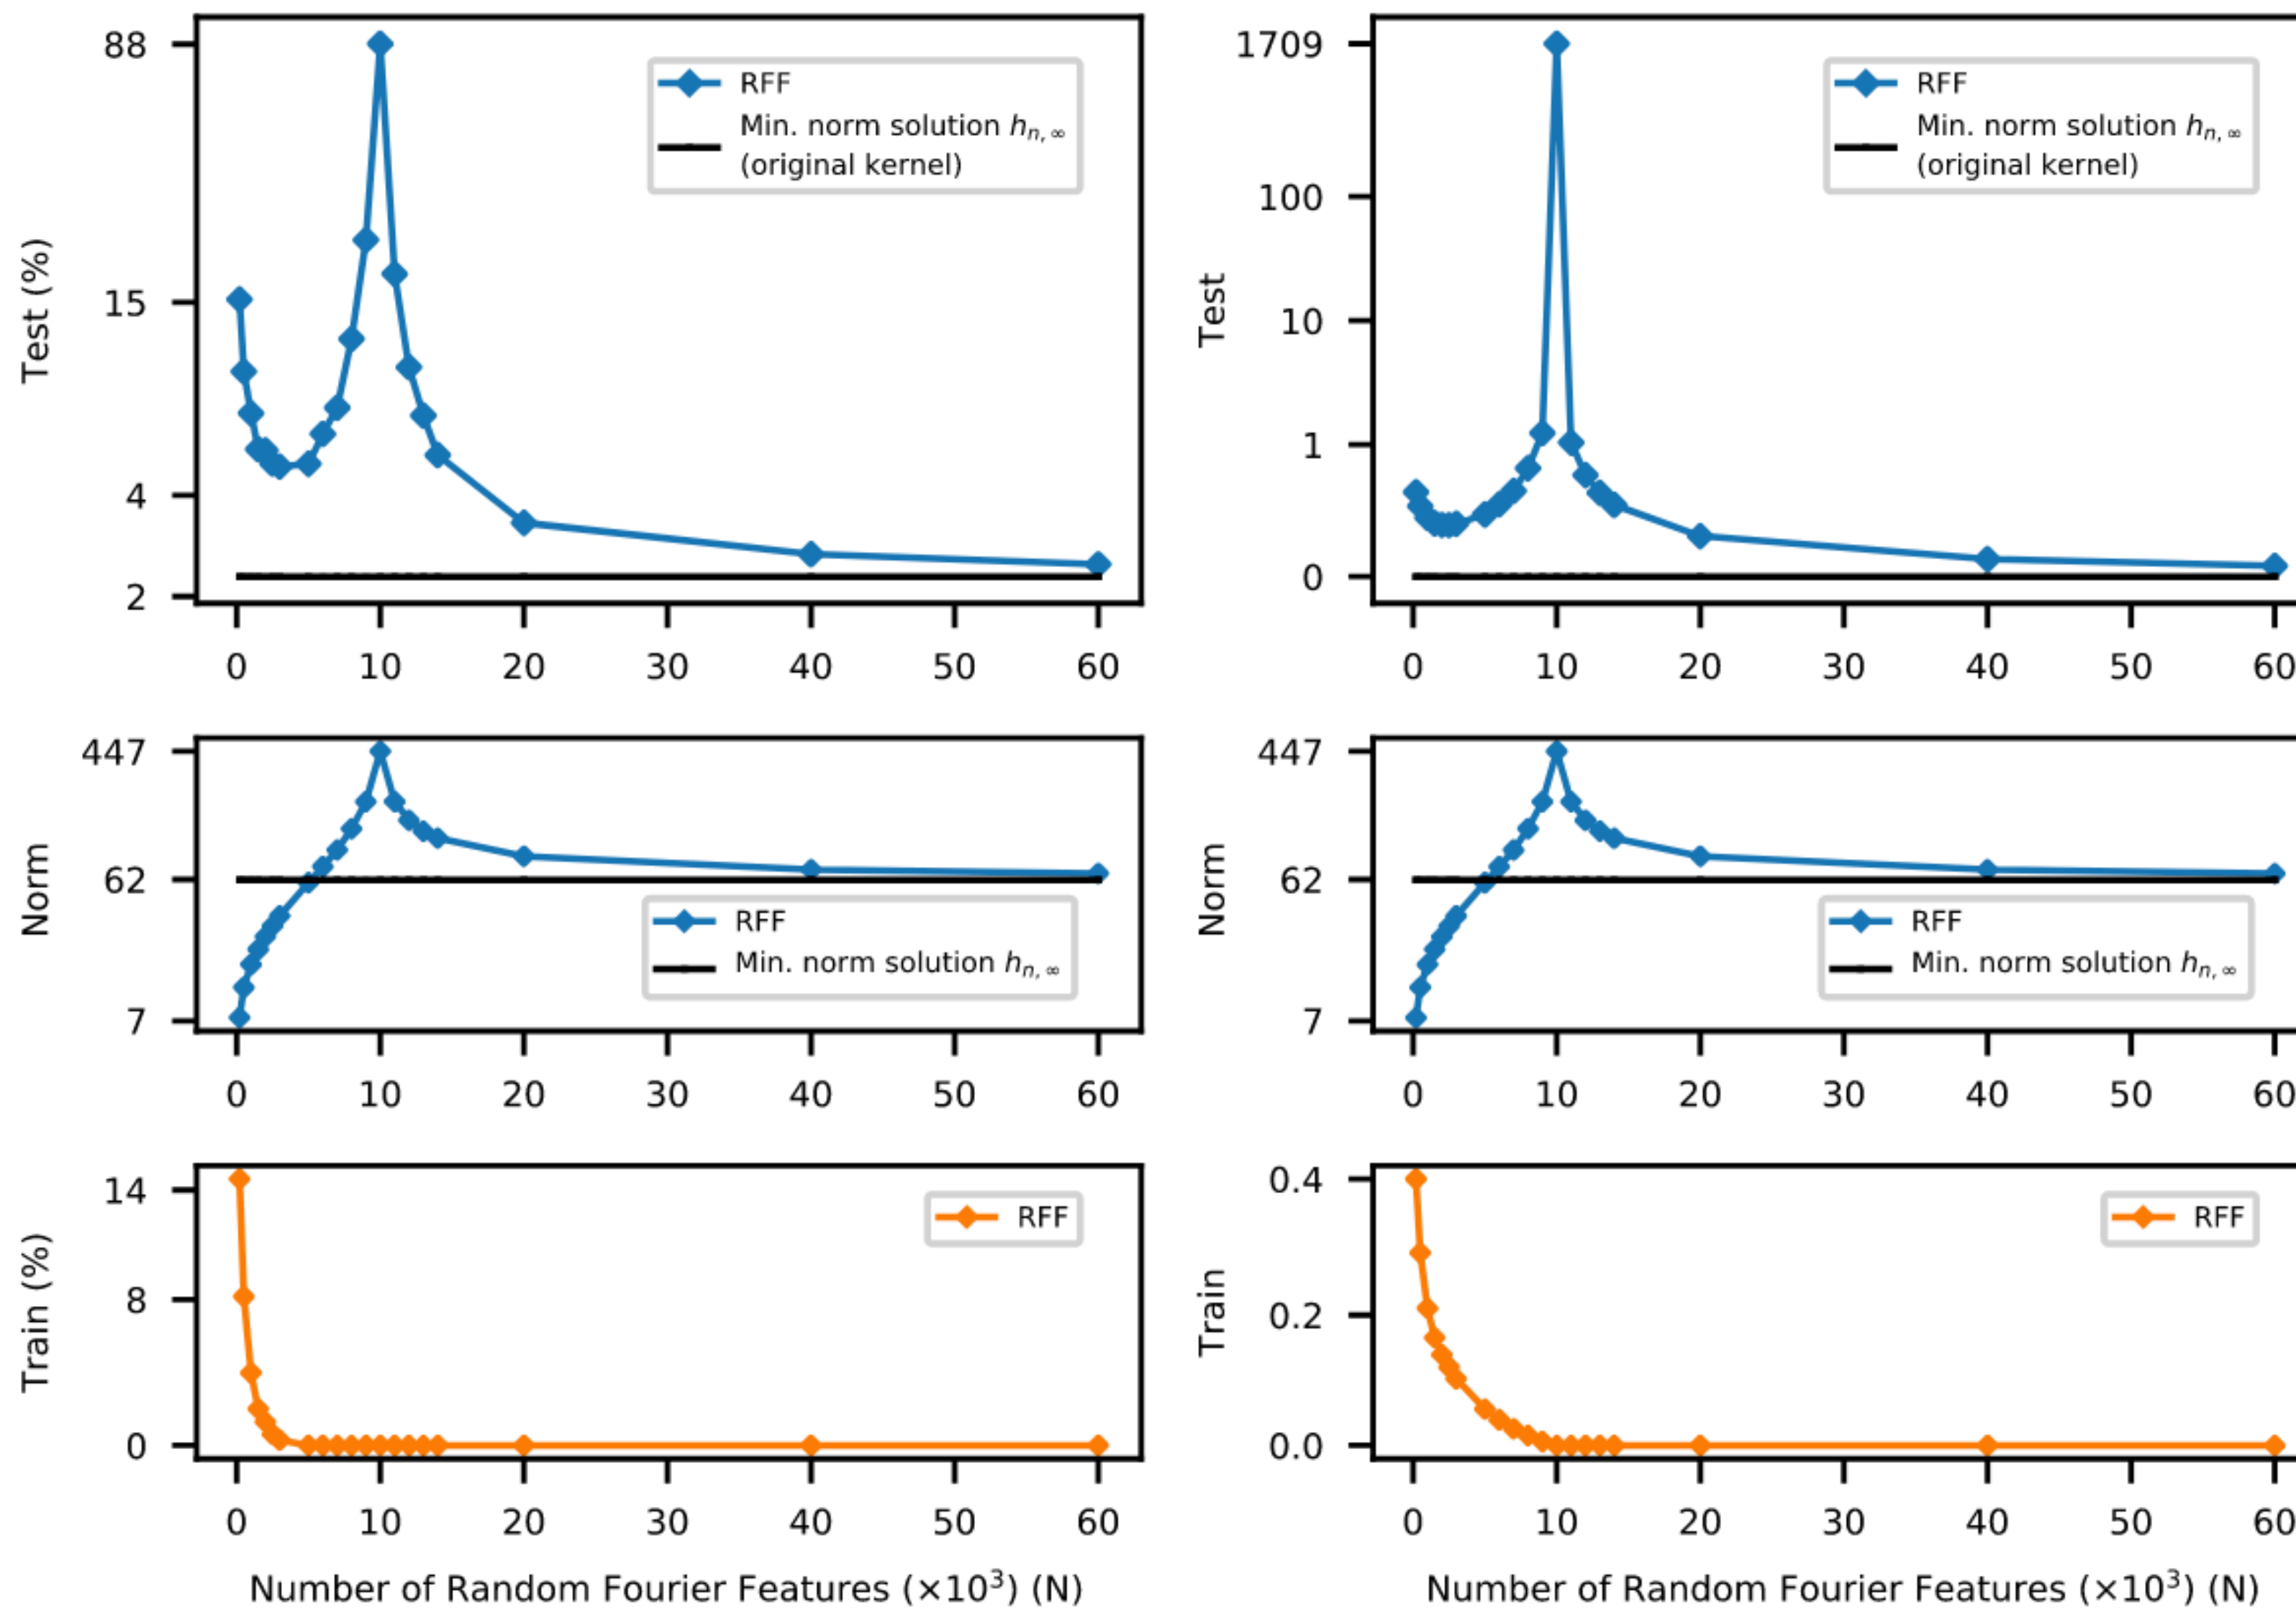 88
15
4
2
Test (%)
RFF
Min. norm solution hₙ,∞
(original kernel)
0 10 20 30 40 50 60
1709
100
10
1
0
Test
RFF
Min. norm solution hₙ,∞
(original kernel)
0 10 20 30 40 50 60
447
62
7
Norm
RFF
Min. norm solution hₙ,∞
0 10 20 30 40 50 60
447
62
7
Norm
RFF
Min. norm solution hₙ,∞
0 10 20 30 40 50 60
14
8
0
Train (%)
RFF
0 10 20 30 40 50 60
Number of Random Fourier Features (×10³) (N)
0.4
0.2
0.0
Train
RFF
0 10 20 30 40 50 60
Number of Random Fourier Features (×10³) (N)